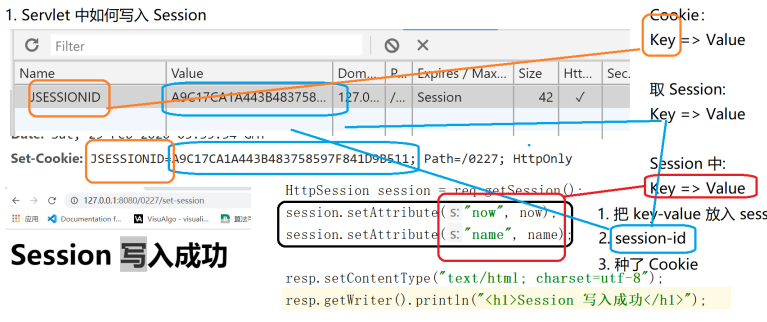 1. Servlet 中如何写入 Session
Filter
Name Value Dom... P... Expires / Max... Size Htt... Sec.
JSESSIONID A9C17CA1A443B483758... 127.0... /... Session 42 ✓
Set-Cookie: JSESSIONID=A9C17CA1A443B483758597F841D9B511; Path=/0227; HttpOnly
127.0.0.1:8080/0227/set-session
应用 Documentation f... VisuAlgo - visuali...
Session 写入成功
HttpSession session = req.getSession();
session.setAttribute( s: "now", now);
session.setAttribute( s: "name", name);
resp.setContentType("text/html; charset=utf-8");
resp.getWriter().println("<h1>Session 写入成功</h1>");
Cookie:
Key => Value
取 Session:
Key => Value
Session 中:
Key => Value
1. 把 key-value 放入 sess
2. session-id
3. 种了 Cookie